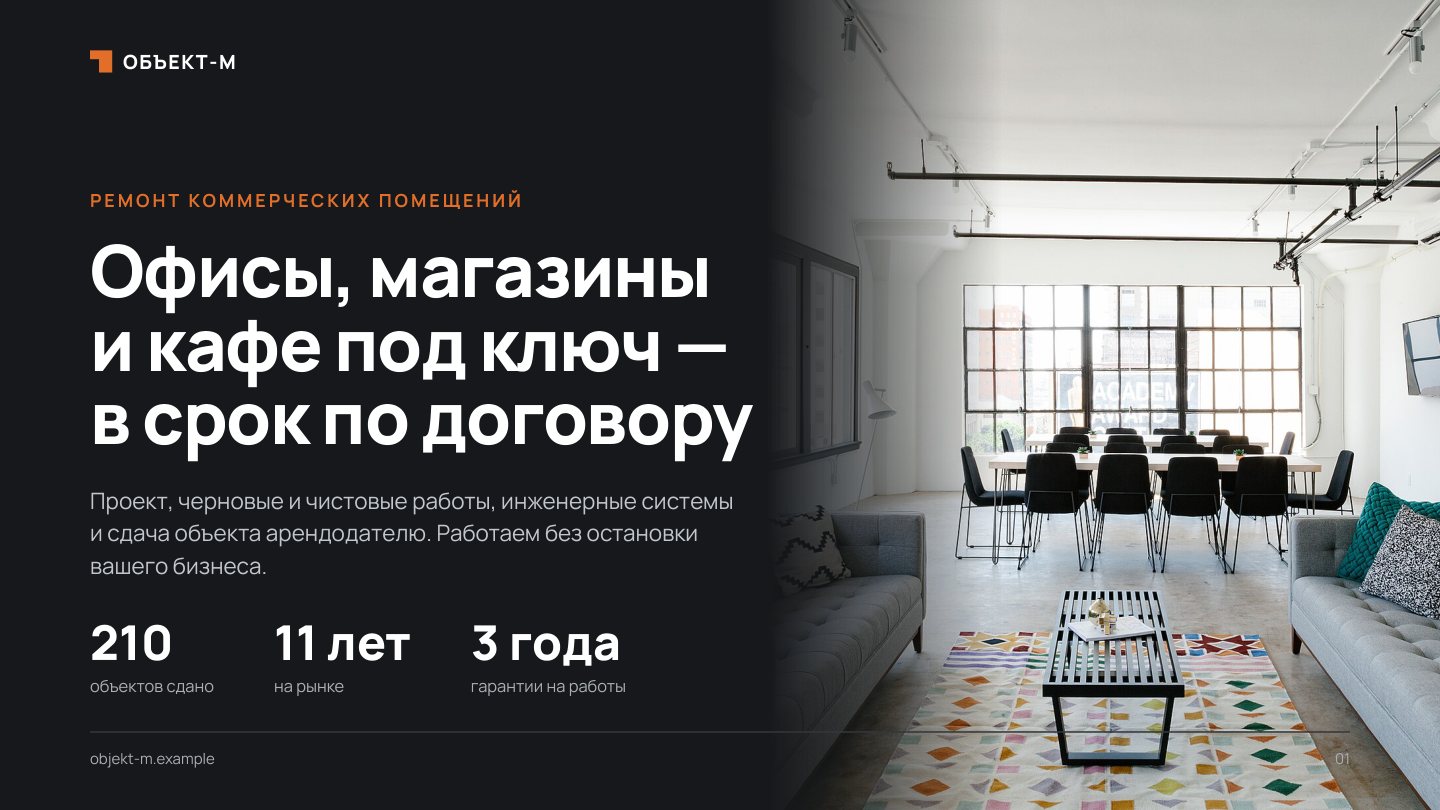 ОБЪЕКТ-М
РЕМОНТ КОММЕРЧЕСКИХ ПОМЕЩЕНИЙ
Офисы, магазины
и кафе под ключ —
в срок по договору
Проект, черновые и чистовые работы, инженерные системы
и сдача объекта арендодателю. Работаем без остановки
вашего бизнеса.
210
объектов сдано
11 лет
на рынке
3 года
гарантии на работы
ACADEMY
objekt-m.example
01